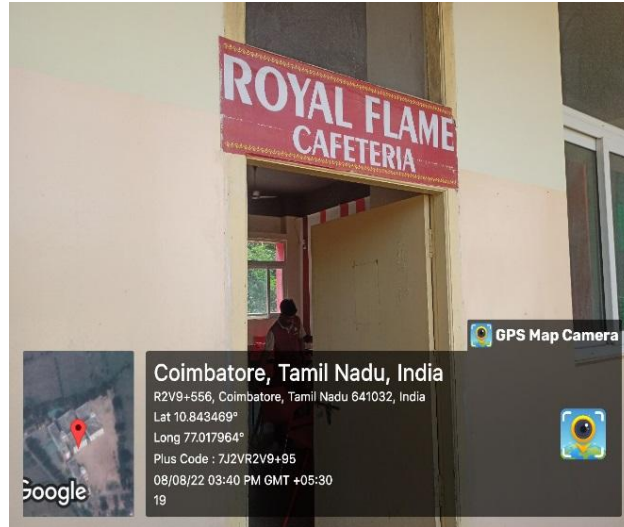 ROYAL FLAME
CAFETERIA
GPS Map Camera
Coimbatore, Tamil Nadu, India
R2V9+556, Coimbatore, Tamil Nadu 641032, India
Lat 10.843469°
Long 77.017964°
Plus Code : 7J2VR2V9+95
08/08/22 03:40 PM GMT +05:30
19
Google